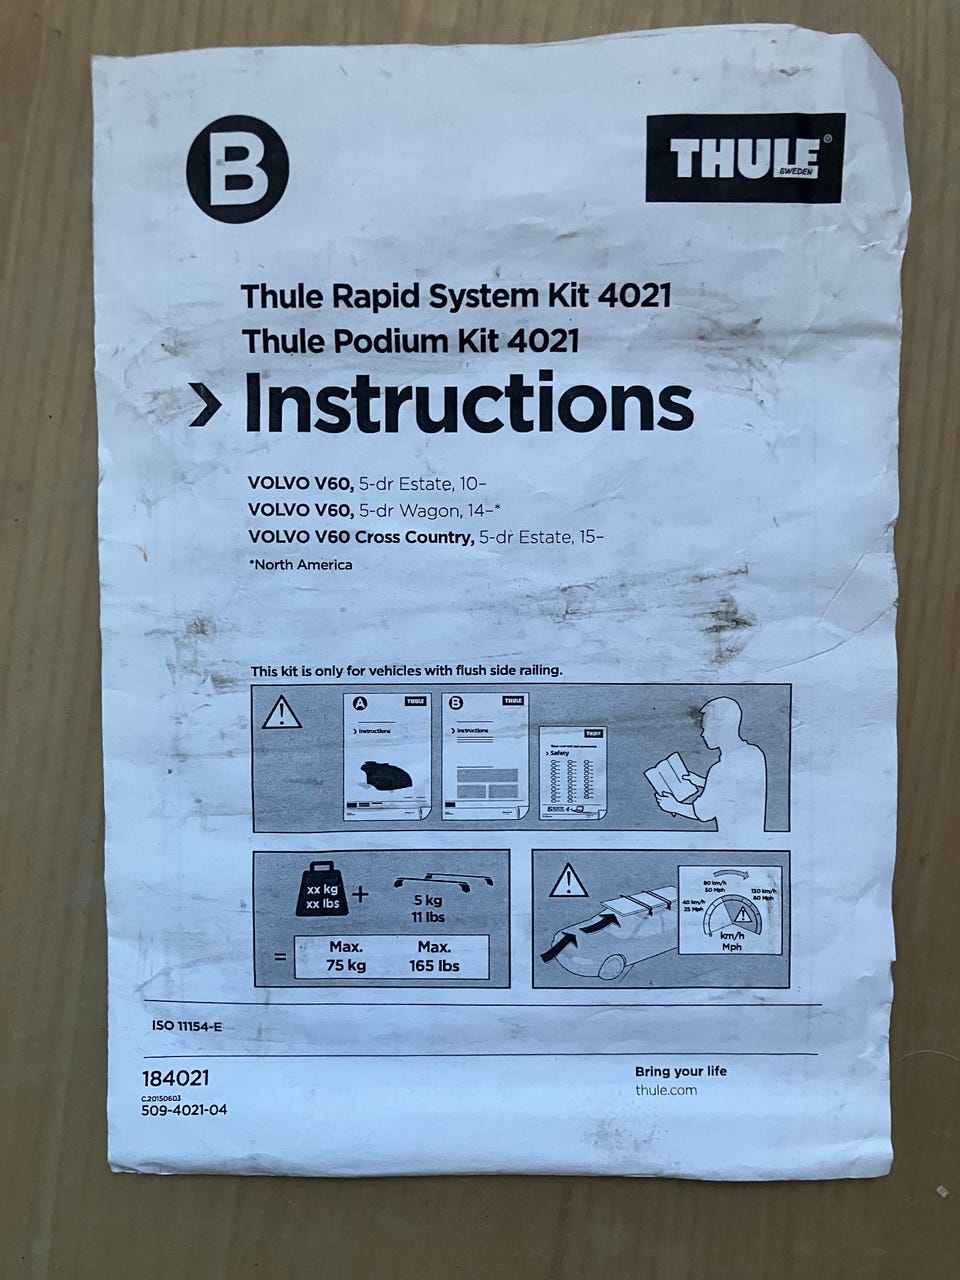 B
THULE®
SWEDEN
Thule Rapid System Kit 4021
Thule Podium Kit 4021
Instructions
VOLVO V60, 5-dr Estate, 10–
VOLVO V60, 5-dr Wagon, 14–*
VOLVO V60 Cross Country, 5-dr Estate, 15–
*North America
This kit is only for vehicles with flush side railing.
A
THULE
Instructions
B
THULE
Instructions
THULE
Safety
xx kg
xx lbs
+
5 kg
11 lbs
=
Max. Max.
75 kg 165 lbs
80 km/h
50 Mph
130 km/h
80 Mph
40 km/h
25 Mph
km/h
Mph
ISO 11154-E
184021
C.20150603
509-4021-04
Bring your life
thule.com